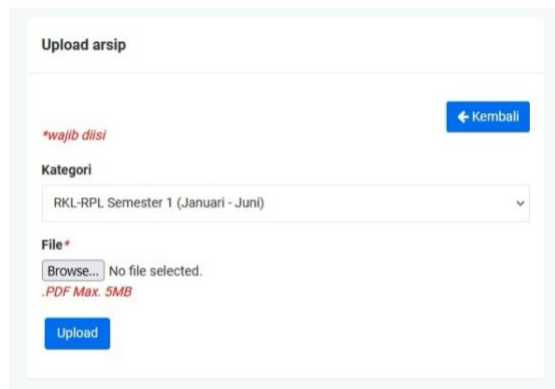 Upload arsip
← Kembali
*wajib diisi
Kategori
RKL-RPL Semester 1 (Januari - Juni)
File*
Browse... No file selected.
.PDF Max. 5MB
Upload